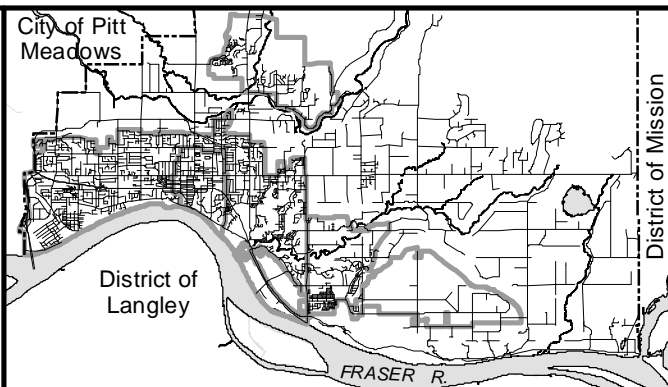 City of Pitt
Meadows
District of Mission
District of
Langley
FRASER R.